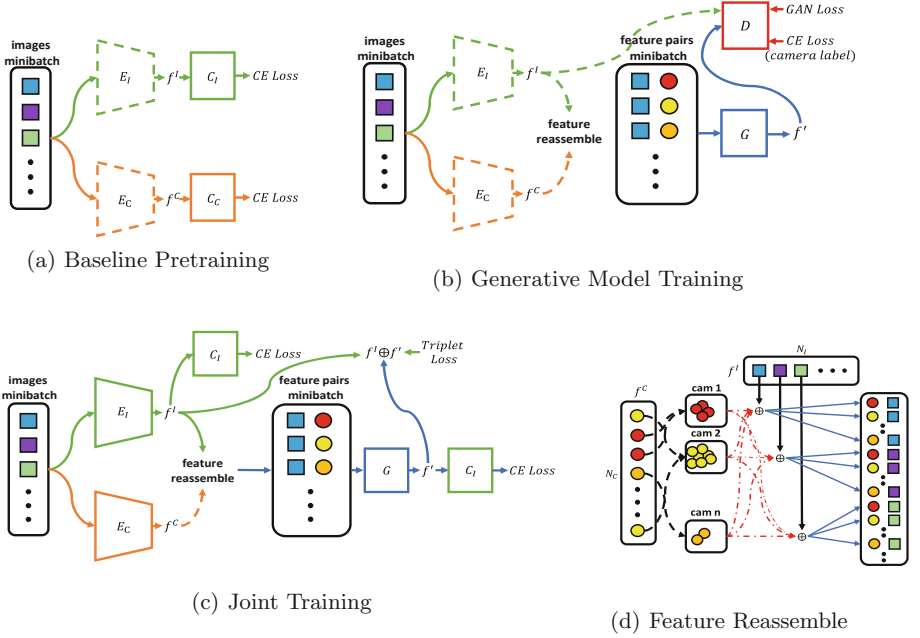 images
minibatch
E_I
f^I
C_I
CE Loss
E_C
f^C
C_C
CE Loss
(a) Baseline Pretraining
images
minibatch
E_I
f^I
feature
reassemble
E_C
f^C
feature pairs
minibatch
G
f'
D
GAN Loss
CE Loss
(camera label)
(b) Generative Model Training
images
minibatch
E_I
f^I
C_I
CE Loss
f^I ⊕ f'
Triplet
Loss
feature
reassemble
E_C
f^C
feature pairs
minibatch
G
f'
C_I
CE Loss
(c) Joint Training
N_I
f^I
f^C
N_C
cam 1
cam 2
cam n
⊕
⊕
⊕
(d) Feature Reassemble